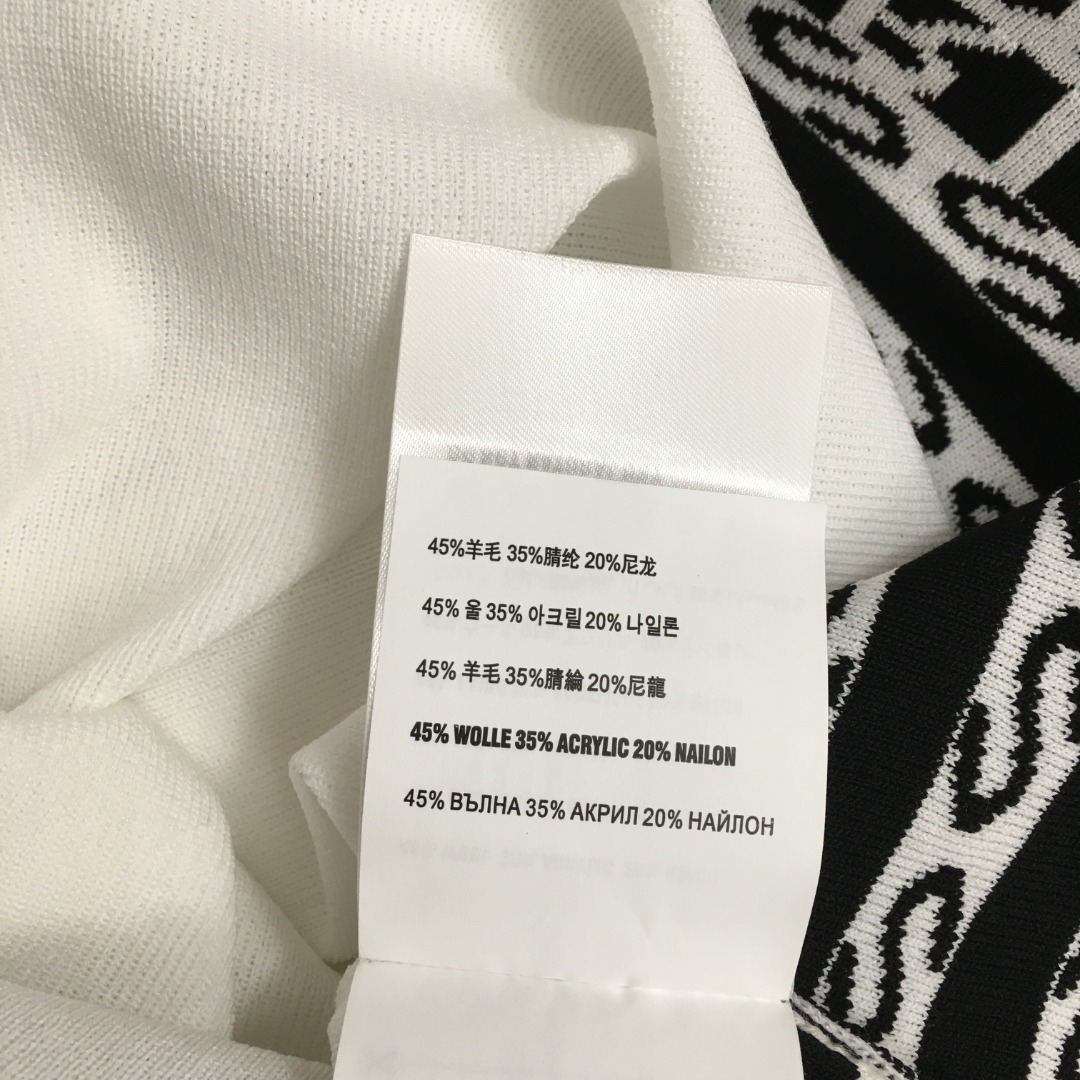 45%羊毛 35%腈纶 20%尼龙
45% 울 35% 아크릴 20% 나일론
45% 羊毛 35%腈綸 20%尼龍
45% WOLLE 35% ACRYLIC 20% NAILON
45% ВЪЛНА 35% АКРИЛ 20% НАЙЛОН